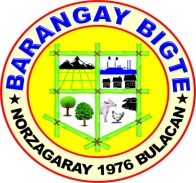 BARANGAY BIGTE
★ NORZAGARAY 1976 BULACAN ★